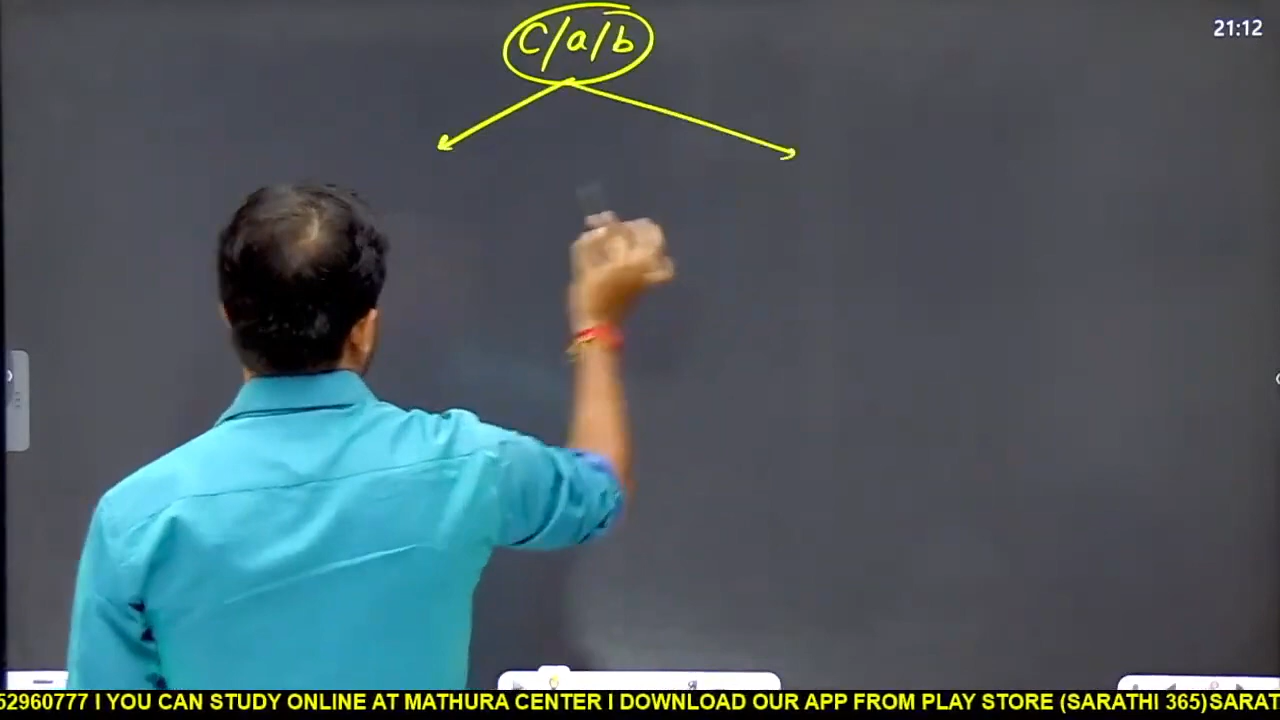 C/a/b
21:12
52960777 I YOU CAN STUDY ONLINE AT MATHURA CENTER I DOWNLOAD OUR APP FROM PLAY STORE (SARATHI 365)SARAT